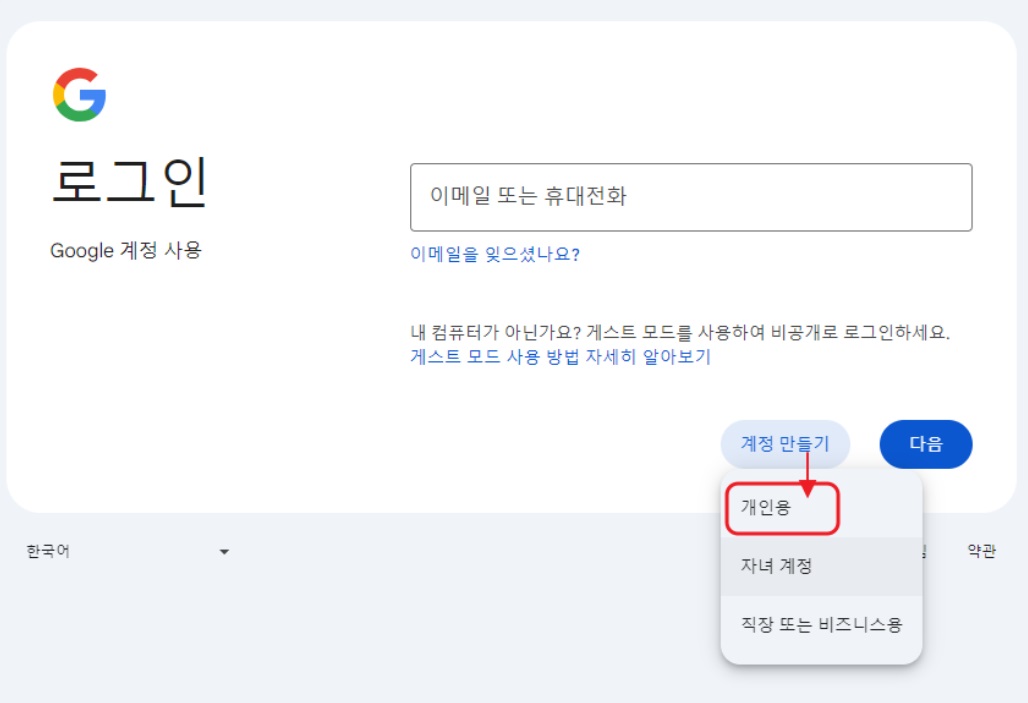 로그인
Google 계정 사용
이메일 또는 휴대전화
이메일을 잊으셨나요?
내 컴퓨터가 아닌가요? 게스트 모드를 사용하여 비공개로 로그인하세요.
게스트 모드 사용 방법 자세히 알아보기
계정 만들기
다음
개인용
자녀 계정
직장 또는 비즈니스용
한국어
약관